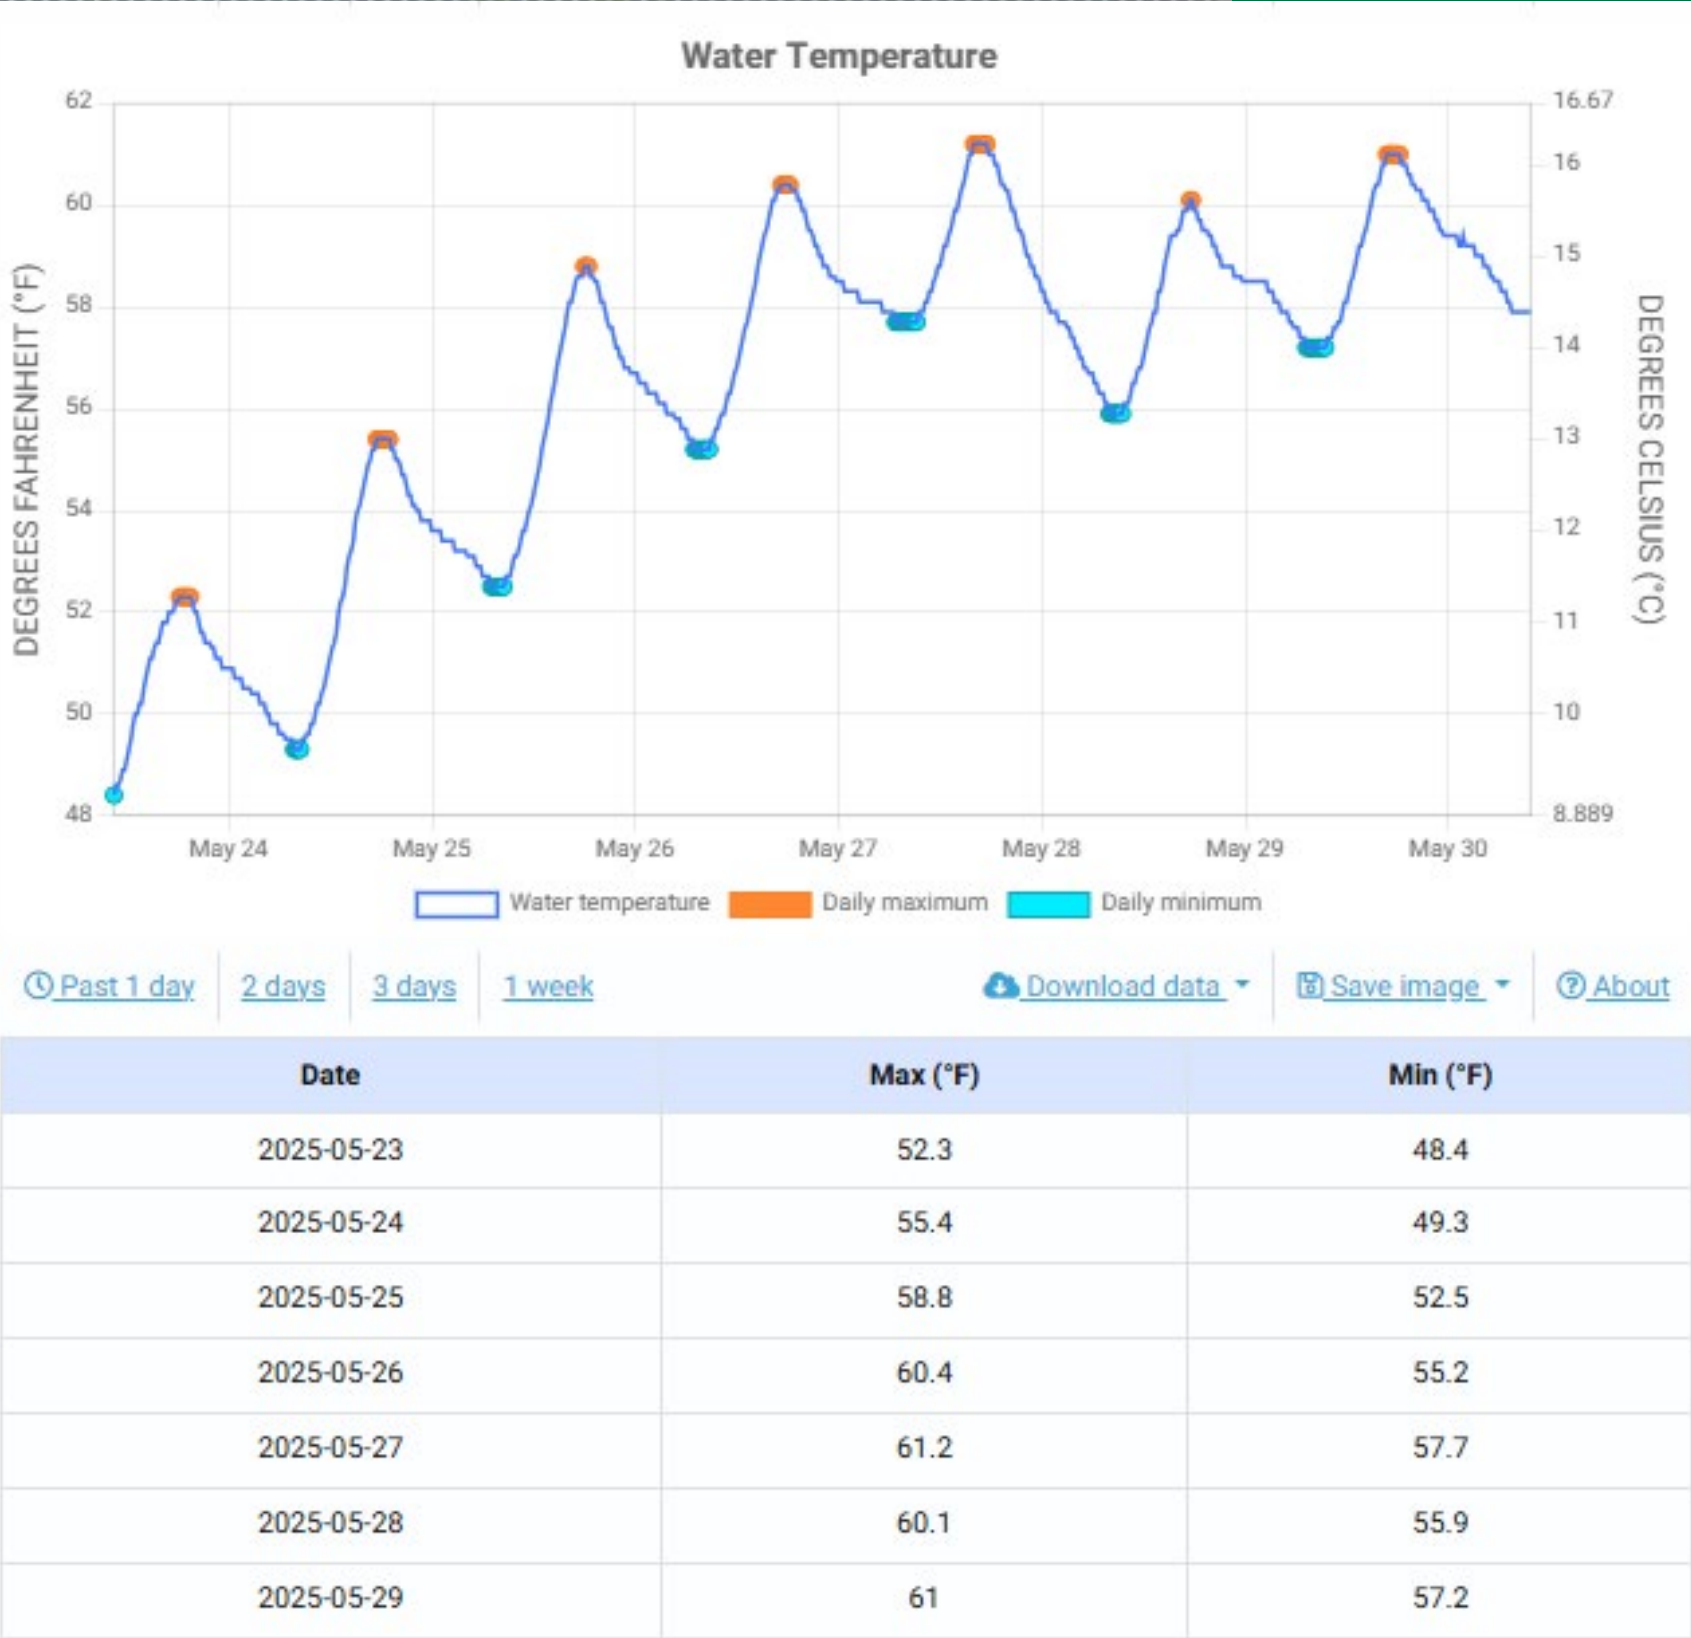 Water Temperature
62
60
58
56
54
52
50
48
DEGREES FAHRENHEIT (°F)
16.67
16
15
14
13
12
11
10
8.889
DEGREES CELSIUS (°C)
May 24 May 25 May 26 May 27 May 28 May 29 May 30
Water temperature Daily maximum Daily minimum
Past 1 day 2 days 3 days 1 week Download data Save image About
Date Max (°F) Min (°F)
2025-05-23 52.3 48.4
2025-05-24 55.4 49.3
2025-05-25 58.8 52.5
2025-05-26 60.4 55.2
2025-05-27 61.2 57.7
2025-05-28 60.1 55.9
2025-05-29 61 57.2